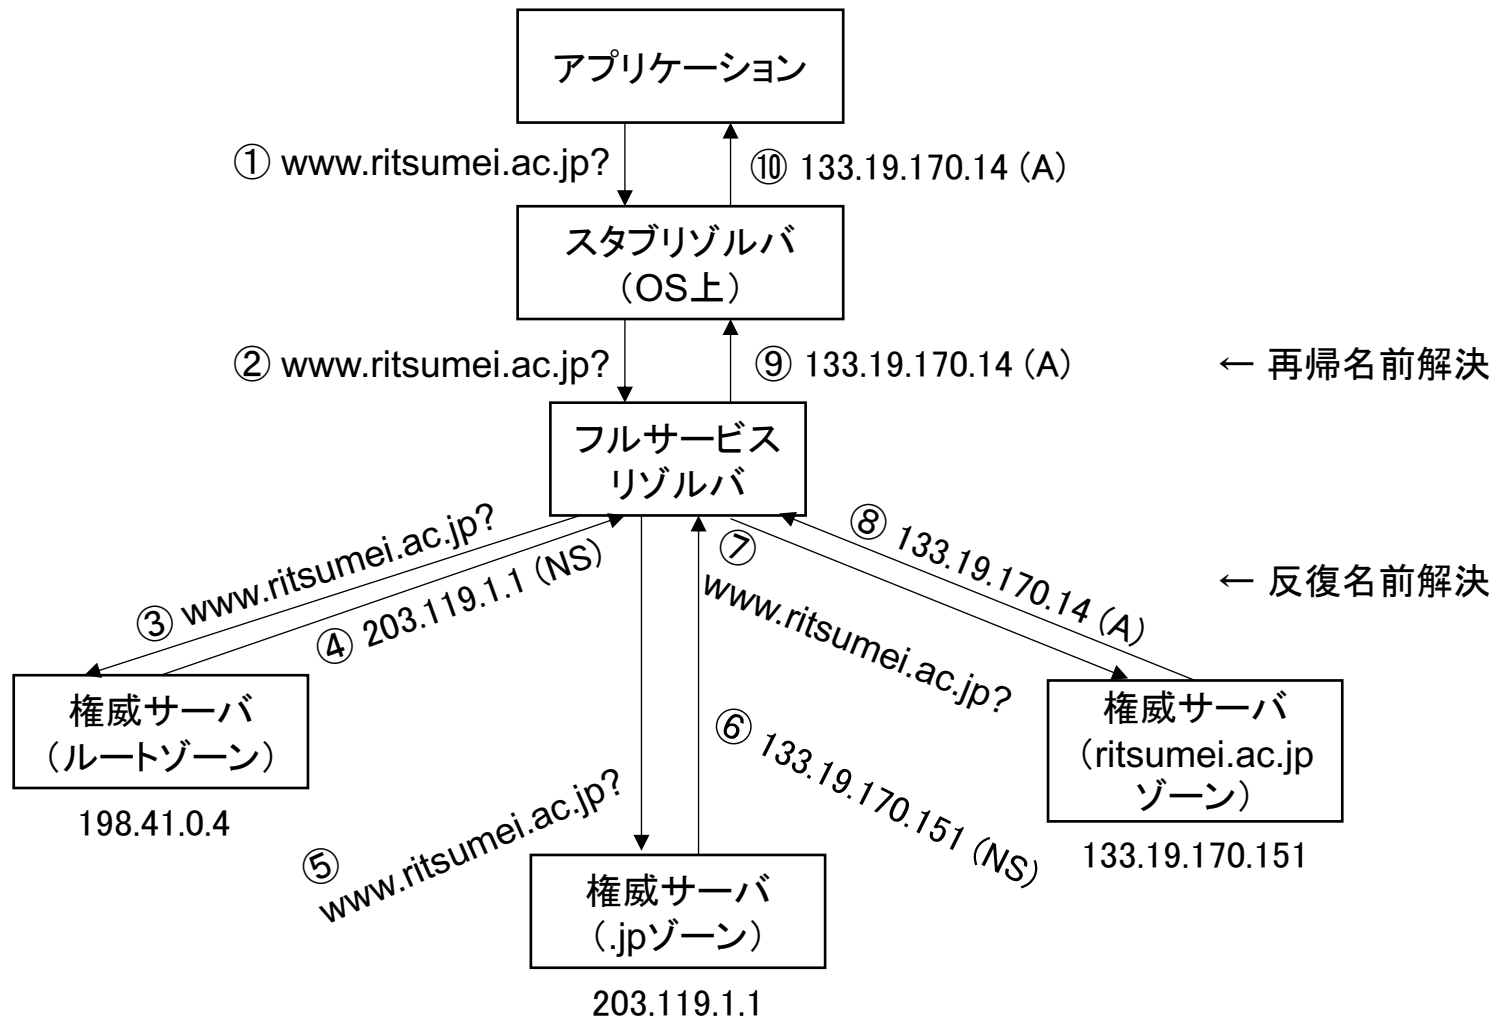 アプリケーション
① www.ritsumei.ac.jp?
⑩ 133.19.170.14 (A)
スタブリゾルバ
(OS上)
② www.ritsumei.ac.jp?
⑨ 133.19.170.14 (A)
← 再帰名前解決
フルサービス
リゾルバ
③ www.ritsumei.ac.jp?
④ 203.119.1.1 (NS)
⑦
www.ritsumei.ac.jp?
⑧ 133.19.170.14 (A)
← 反復名前解決
権威サーバ
(ルートゾーン)
198.41.0.4
⑤
www.ritsumei.ac.jp?
⑥ 133.19.170.151 (NS)
権威サーバ
(.jpゾーン)
203.119.1.1
権威サーバ
(ritsumei.ac.jp
ゾーン)
133.19.170.151